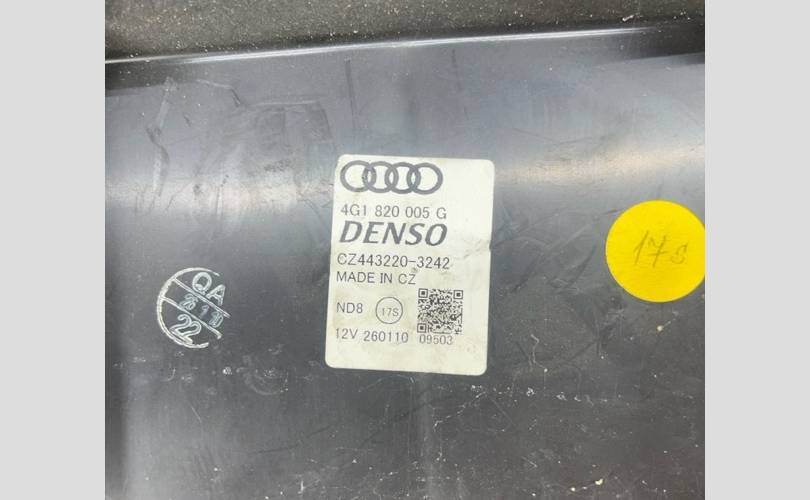 4G1 820 005 G
DENSO
CZ443220-3242
MADE IN CZ
ND8 17S
12V 260110 09503
QA
22
17s